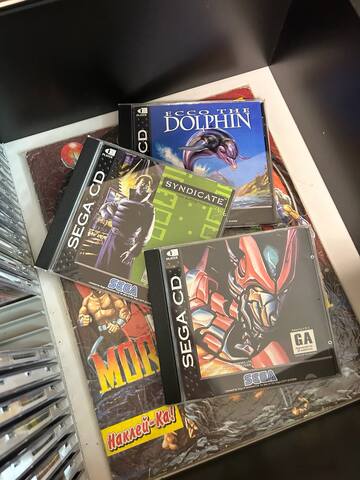 ECCO THE
DOLPHIN
SEGA CD
SYNDICATE
SEGA CD
SEGA
SEGA CD
GA
SEGA
MOR
Наклей-Ка!